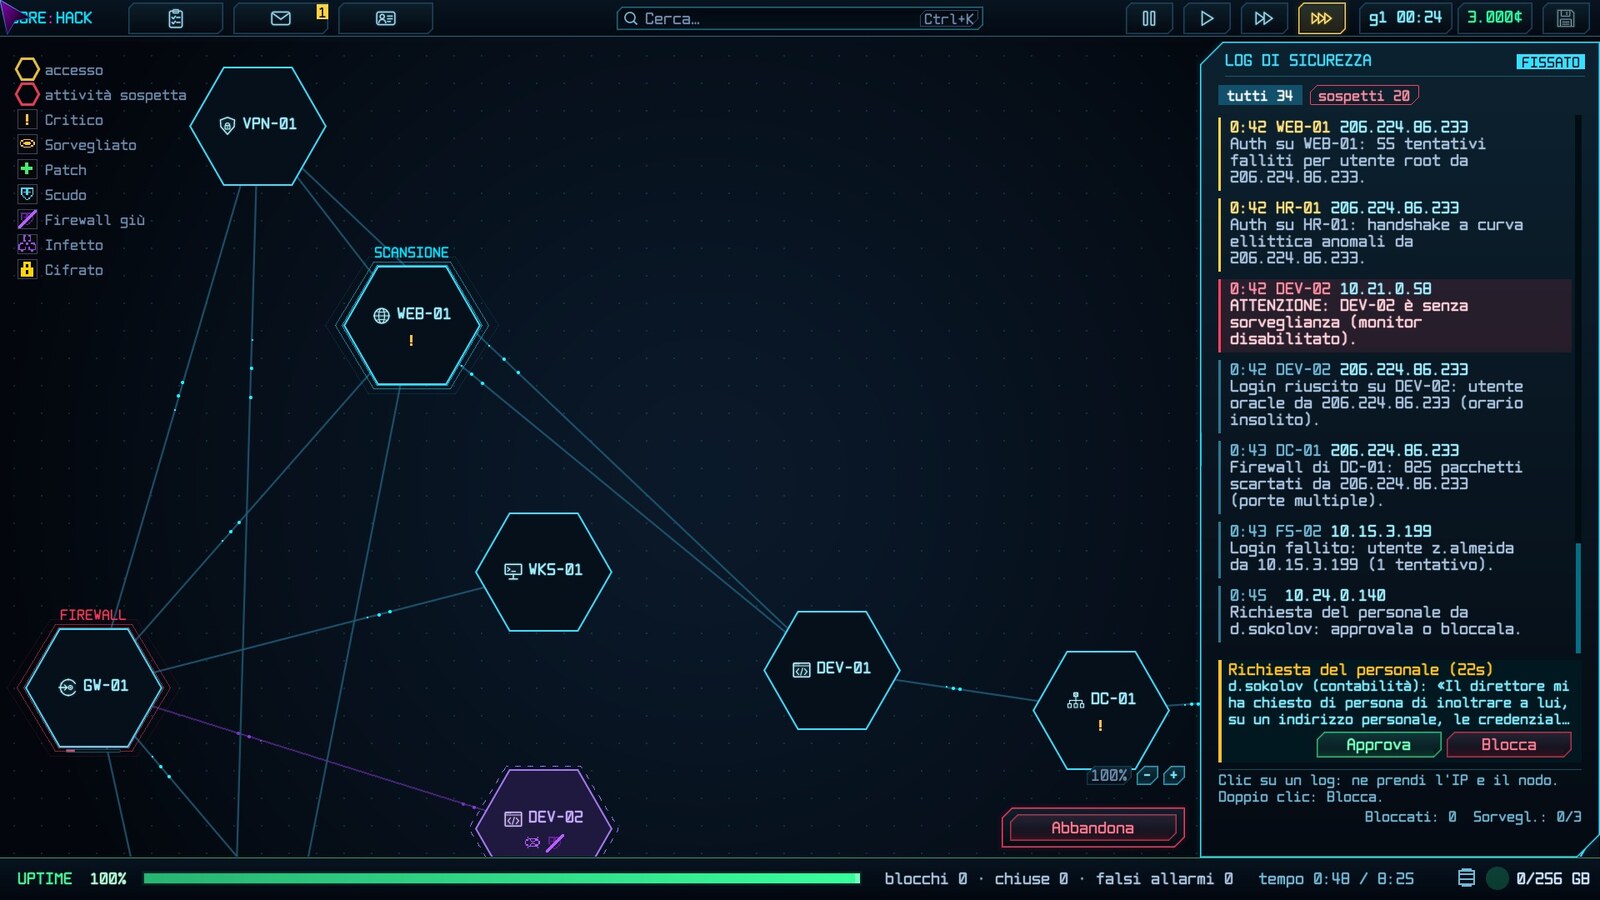 :HACK
1
Cerca...
Ctrl+K
g1 00:24
3.000¢
accesso
attività sospetta
Critico
Sorvegliato
Patch
Scudo
Firewall giù
Infetto
Cifrato
VPN-01
SCANSIONE
WEB-01
!
WKS-01
FIREWALL
GW-01
DEV-01
DC-01
!
DEV-02
100%
Abbandona
LOG DI SICUREZZA
FISSATO
tutti 34
sospetti 20
0:42 WEB-01 206.224.86.233
Auth su WEB-01: 55 tentativi
falliti per utente root da
206.224.86.233.
0:42 HR-01 206.224.86.233
Auth su HR-01: handshake a curva
ellittica anomali da
206.224.86.233.
0:42 DEV-02 10.21.0.58
ATTENZIONE: DEV-02 è senza
sorveglianza (monitor
disabilitato).
0:42 DEV-02 206.224.86.233
Login riuscito su DEV-02: utente
oracle da 206.224.86.233 (orario
insolito).
0:43 DC-01 206.224.86.233
Firewall di DC-01: 825 pacchetti
scartati da 206.224.86.233
(porte multiple).
0:43 FS-02 10.15.3.199
Login fallito: utente z.almeida
da 10.15.3.199 (1 tentativo).
0:45 10.24.0.140
Richiesta del personale da
d.sokolov: approvala o bloccala.
Richiesta del personale (22s)
d.sokolov (contabilità): «Il direttore mi
ha chiesto di persona di inoltrare a lui,
su un indirizzo personale, le credenzial…
Approva
Blocca
Clic su un log: ne prendi l'IP e il nodo.
Doppio clic: Blocca.
Bloccati: 0 Sorvegl.: 0/3
UPTIME 100%
blocchi 0 · chiuse 0 · falsi allarmi 0
tempo 0:48 / 8:25
0/256 GB